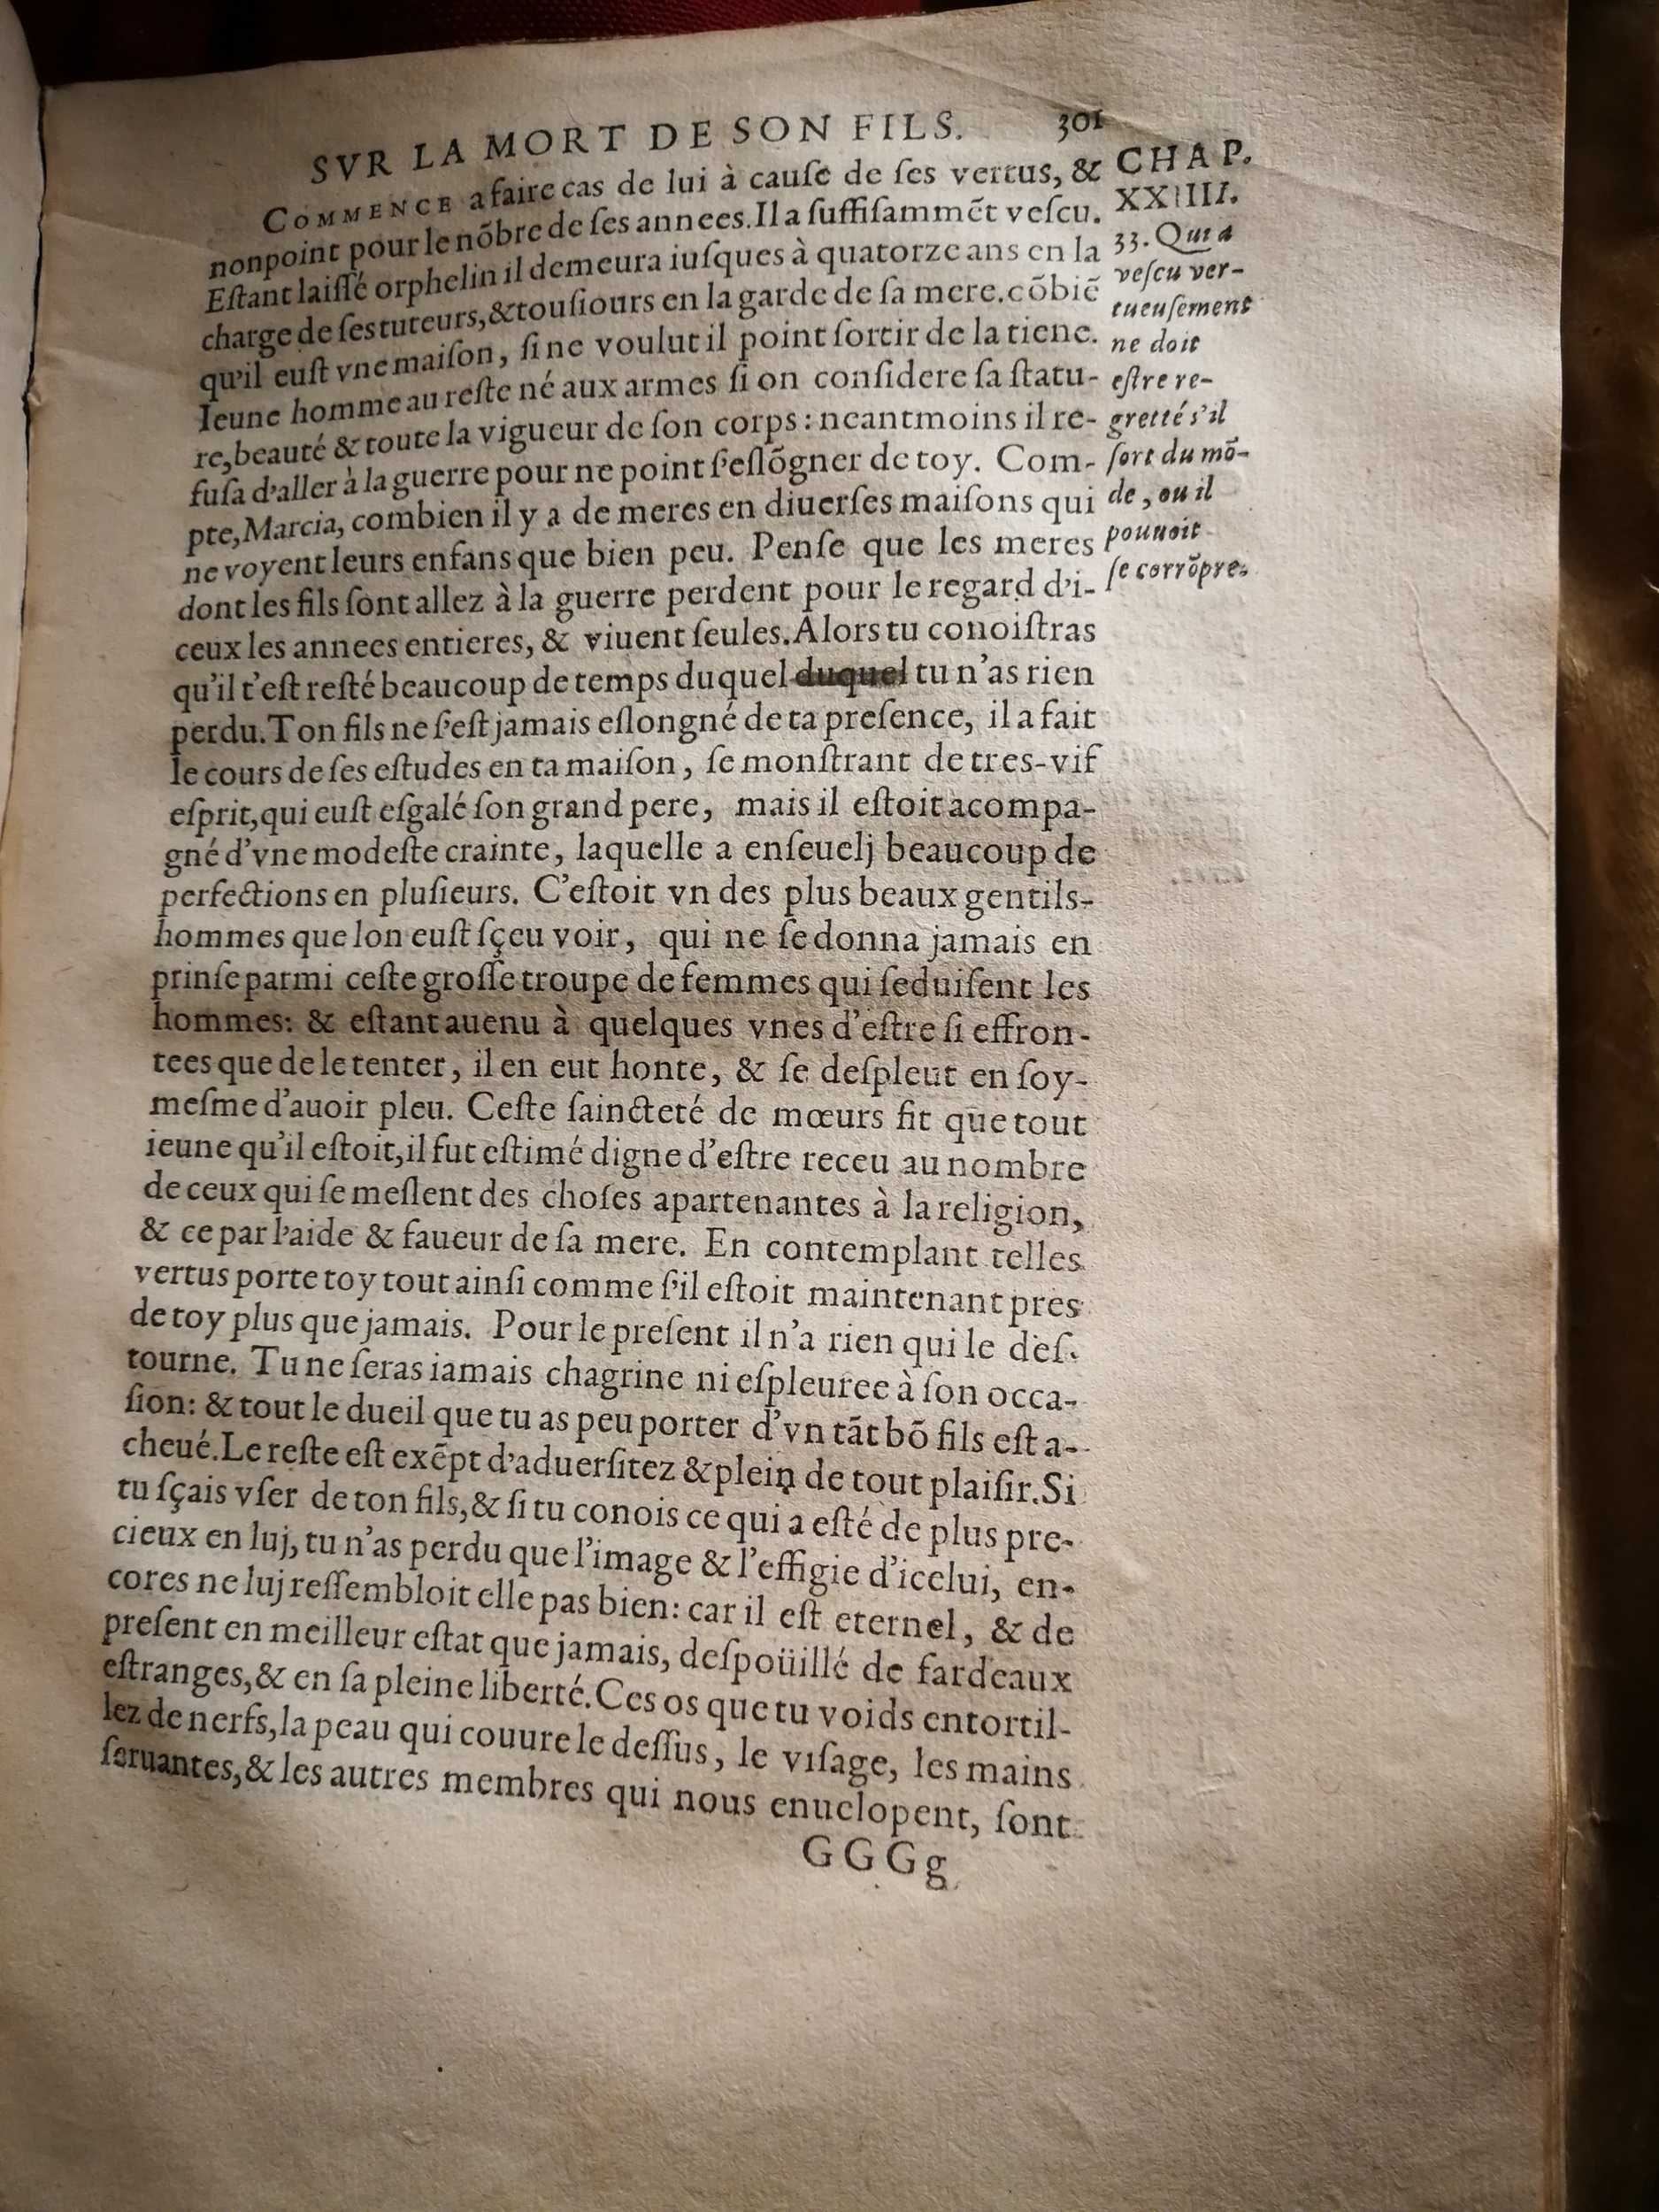 SVR LA MORT DE SON FILS. 301
COMMENCE a faire cas de lui à cauſe de ſes vertus, &
nonpoint pour le nõbre de ſes annees. Il a ſuffiſammẽt veſcu.
Eſtant laiſſé orphelin il demeura iuſques à quatorze ans en la
charge de ſes tuteurs, & touſiours en la garde de ſa mere. cõbiẽ
qu'il euſt vne maiſon, ſi ne voulut il point ſortir de la tiene.
Ieune homme au reſte né aux armes ſi on conſidere ſa ſtatu-
re, beauté & toute la vigueur de ſon corps: neantmoins il re-
fuſa d'aller à la guerre pour ne point ſ'eſlõgner de toy. Com-
pte, Marcia, combien il y a de meres en diuerſes maiſons qui
ne voyent leurs enfans que bien peu. Penſe que les meres
dont les fils ſont allez à la guerre perdent pour le regard d'i-
ceux les annees entieres, & viuent ſeules. Alors tu conoiſtras
qu'il t'eſt reſté beaucoup de temps duquel duquel tu n'as rien
perdu. Ton fils ne ſ'eſt jamais eſlongné de ta preſence, il a fait
le cours de ſes eſtudes en ta maiſon, ſe monſtrant de tres-vif
eſprit, qui euſt eſgalé ſon grand pere, mais il eſtoit acompa-
gné d'vne modeſte crainte, laquelle a enſeuelj beaucoup de
perfections en pluſieurs. C'eſtoit vn des plus beaux gentils-
hommes que lon euſt ſçeu voir, qui ne ſe donna jamais en
prinſe parmi ceſte groſſe troupe de femmes qui ſeduiſent les
hommes: & eſtant auenu à quelques vnes d'eſtre ſi effron-
tees que de le tenter, il en eut honte, & ſe deſpleut en ſoy-
meſme d'auoir pleu. Ceſte ſaincteté de mœurs fit que tout
ieune qu'il eſtoit, il fut eſtimé digne d'eſtre receu au nombre
de ceux qui ſe meſlent des choſes apartenantes à la religion,
& ce par l'aide & faueur de ſa mere. En contemplant telles
vertus porte toy tout ainſi comme ſ'il eſtoit maintenant pres
de toy plus que jamais. Pour le preſent il n'a rien qui le deſ-
tourne. Tu ne ſeras iamais chagrine ni eſpleuree à ſon occa-
ſion: & tout le dueil que tu as peu porter d'vn tãt bõ fils eſt a-
cheué. Le reſte eſt exẽpt d'aduerſitez & plein de tout plaiſir. Si
tu ſçais vſer de ton fils, & ſi tu conois ce qui a eſté de plus pre-
cieux en luj, tu n'as perdu que l'image & l'effigie d'icelui, en-
cores ne luj reſſembloit elle pas bien: car il eſt eternel, & de
preſent en meilleur eſtat que jamais, deſpoüillé de fardeaux
eſtranges, & en ſa pleine liberté. Ces os que tu voids entortil-
lez de nerfs, la peau qui couure le deſſus, le viſage, les mains
ſeruantes, & les autres membres qui nous enuelopent, ſont
GGGg
CHAP.
XXIIII.
33. Qui a
veſcu ver-
tueuſement
ne doit
eſtre re-
gretté s'il
ſort du mõ-
de, ou il
pouuoit
ſe corrõpre.